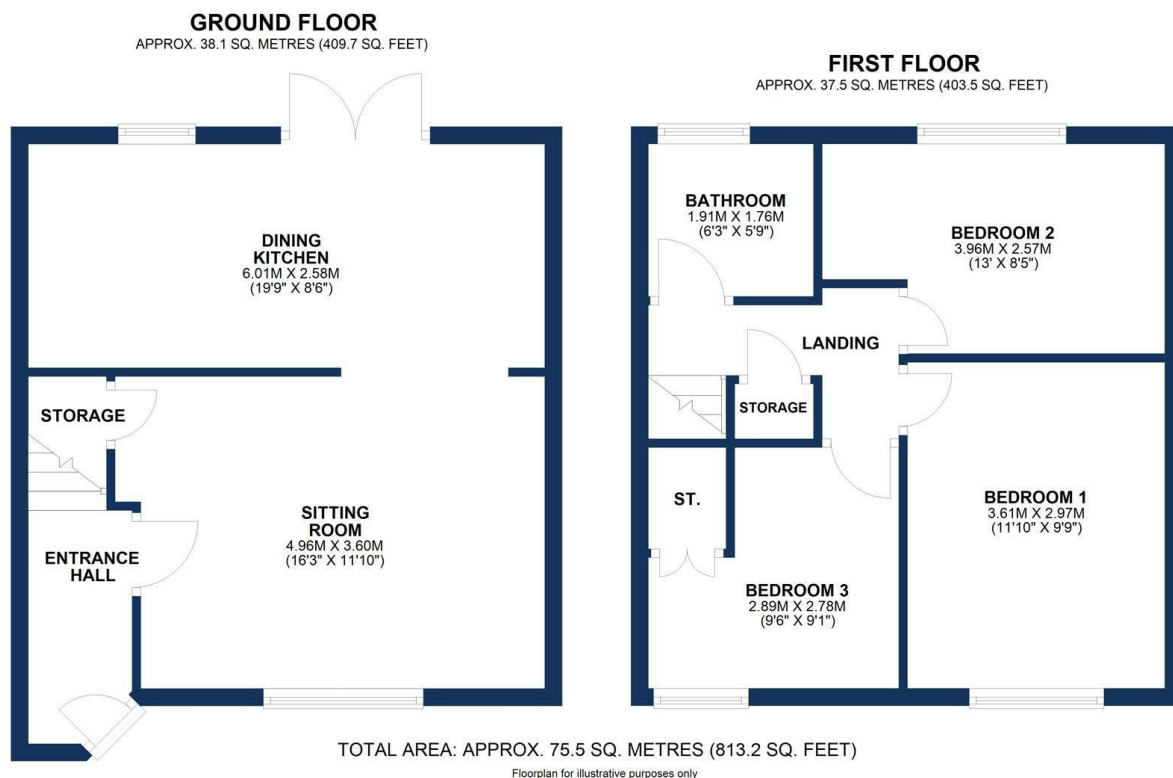 GROUND FLOOR
APPROX. 38.1 SQ. METRES (409.7 SQ. FEET)
DINING
KITCHEN
6.01M X 2.58M
(19'9" X 8'6")
STORAGE
SITTING
ROOM
4.96M X 3.60M
(16'3" X 11'10")
ENTRANCE
HALL
FIRST FLOOR
APPROX. 37.5 SQ. METRES (403.5 SQ. FEET)
BATHROOM
1.91M X 1.76M
(6'3" X 5'9")
BEDROOM 2
3.96M X 2.57M
(13' X 8'5")
LANDING
STORAGE
ST.
BEDROOM 1
3.61M X 2.97M
(11'10" X 9'9")
BEDROOM 3
2.89M X 2.78M
(9'6" X 9'1")
TOTAL AREA: APPROX. 75.5 SQ. METRES (813.2 SQ. FEET)
Floorplan for illustrative purposes only